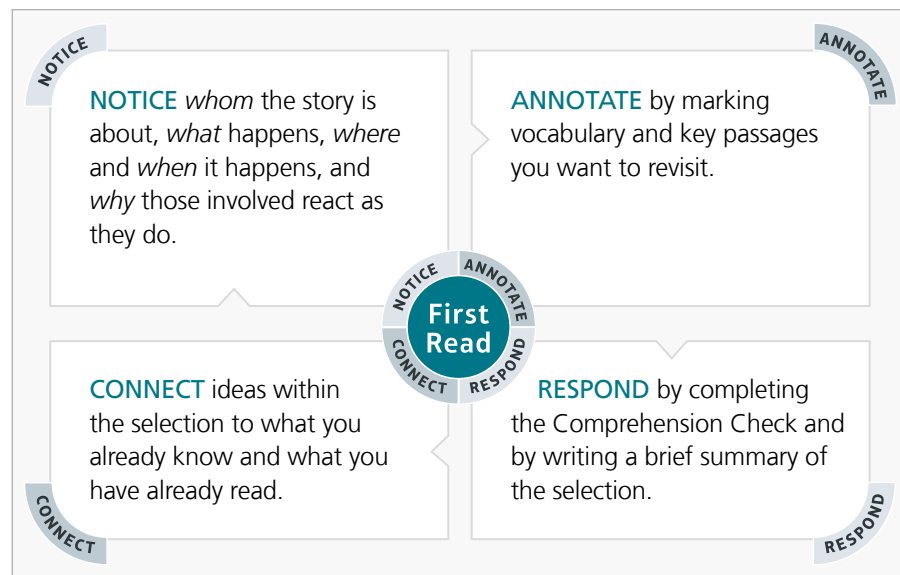 NOTICE
NOTICE whom the story is
about, what happens, where
and when it happens, and
why those involved react as
they do.
ANNOTATE
ANNOTATE by marking
vocabulary and key passages
you want to revisit.
NOTICE
ANNOTATE
First
Read
CONNECT
RESPOND
CONNECT ideas within
the selection to what you
already know and what you
have already read.
CONNECT
RESPOND by completing
the Comprehension Check and
by writing a brief summary of
the selection.
RESPOND